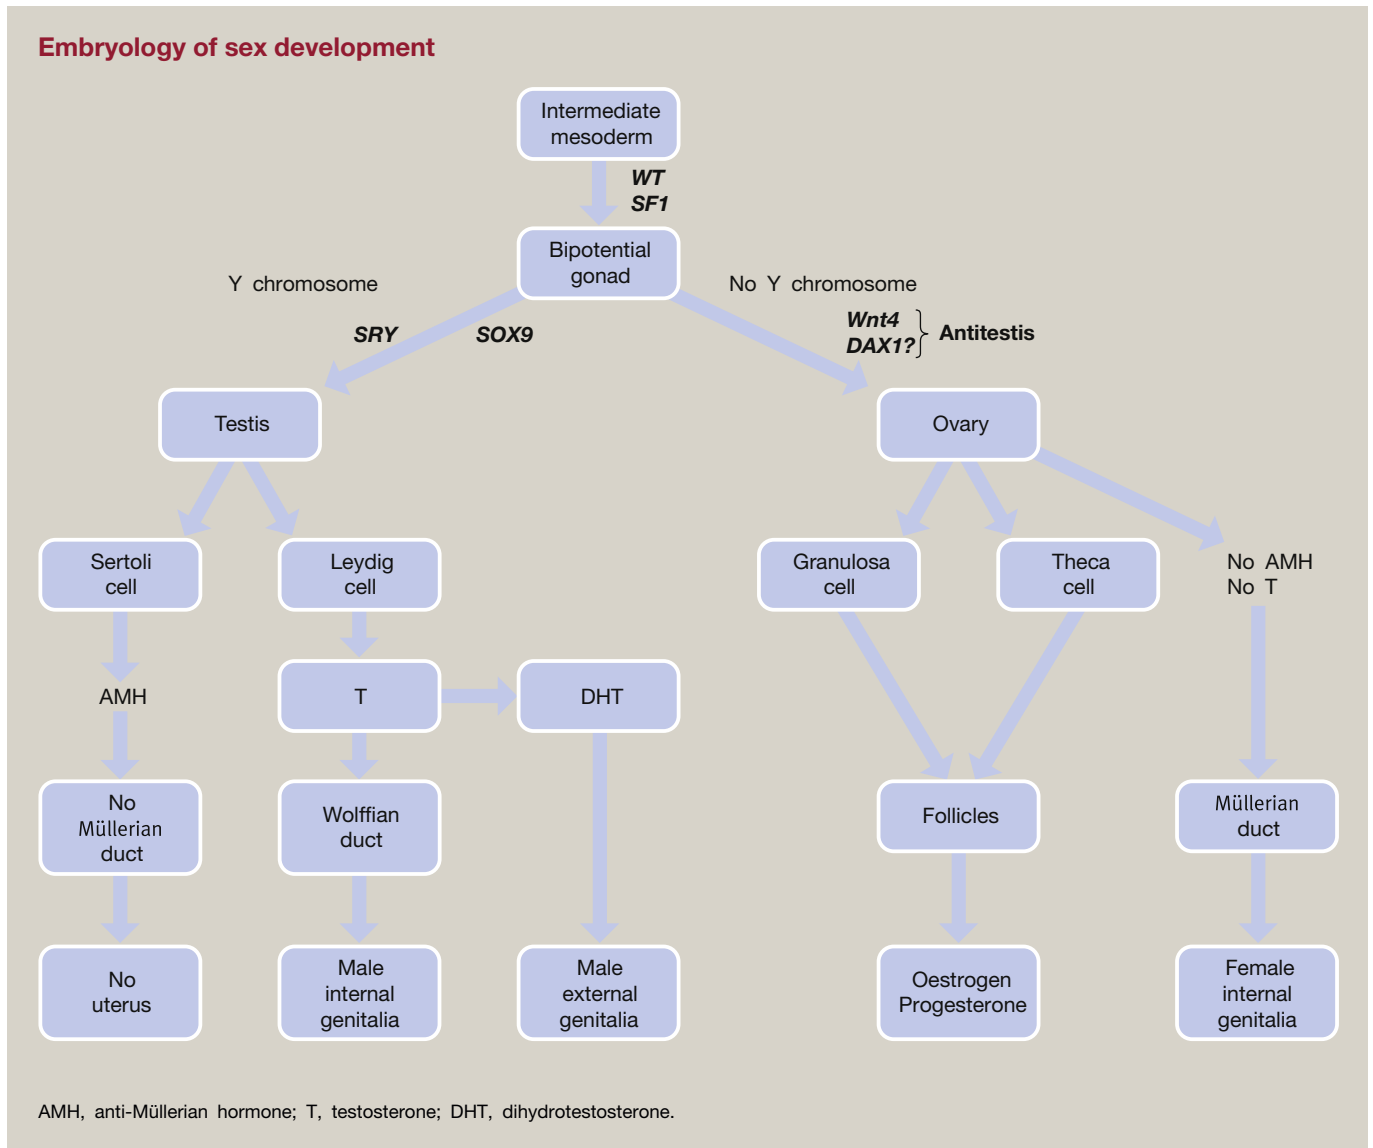 Embryology of sex development
Intermediate
mesoderm
WT
SF1
Bipotential
gonad
Y chromosome
No Y chromosome
SRY
SOX9
Wnt4
DAX1?
Antitestis
Testis
Ovary
Sertoli
cell
Leydig
cell
Granulosa
cell
Theca
cell
No AMH
No T
AMH
T
DHT
No
Müllerian
duct
Wolffian
duct
Follicles
Müllerian
duct
No
uterus
Male
internal
genitalia
Male
external
genitalia
Oestrogen
Progesterone
Female
internal
genitalia
AMH, anti-Müllerian hormone; T, testosterone; DHT, dihydrotestosterone.